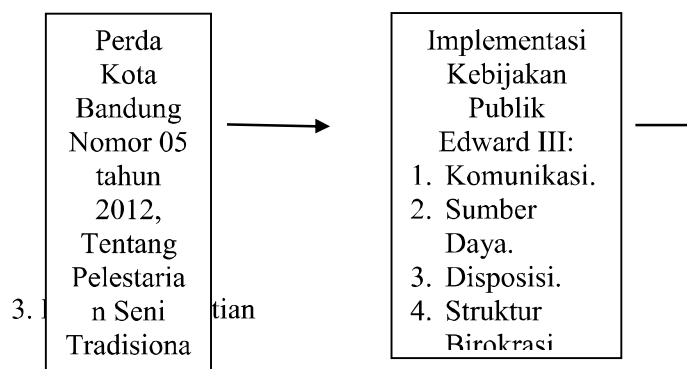 Perda
Kota
Bandung
Nomor 05
tahun
2012,
Tentang
Pelestaria
n Seni
Tradisiona
Implementasi
Kebijakan
Publik
Edward III:
1. Komunikasi.
2. Sumber
Daya.
3. Disposisi.
4. Struktur
Birokrasi
3.
tian